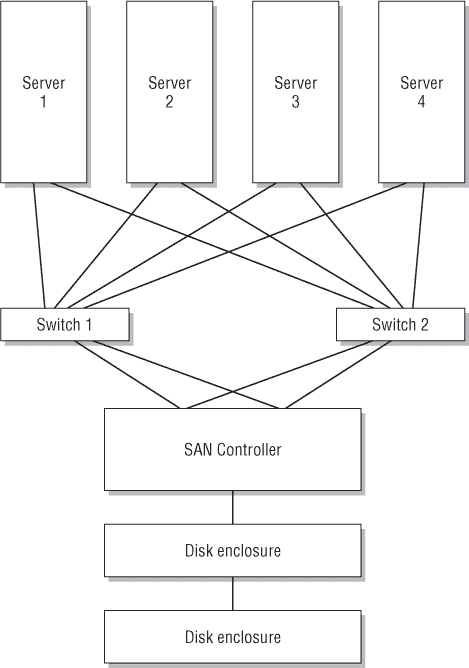 Server
1
Server
2
Server
3
Server
4
Switch 1
Switch 2
SAN Controller
Disk enclosure
Disk enclosure